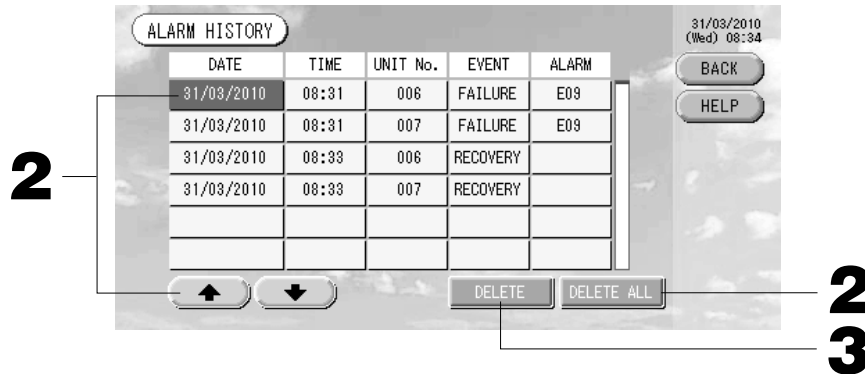 ALARM HISTORY
31/03/2010
(Wed) 08:34
DATE TIME UNIT No. EVENT ALARM
BACK
31/03/2010 08:31 006 FAILURE E09
HELP
31/03/2010 08:31 007 FAILURE E09
2
31/03/2010 08:33 006 RECOVERY
31/03/2010 08:33 007 RECOVERY
DELETE DELETE ALL
2
3